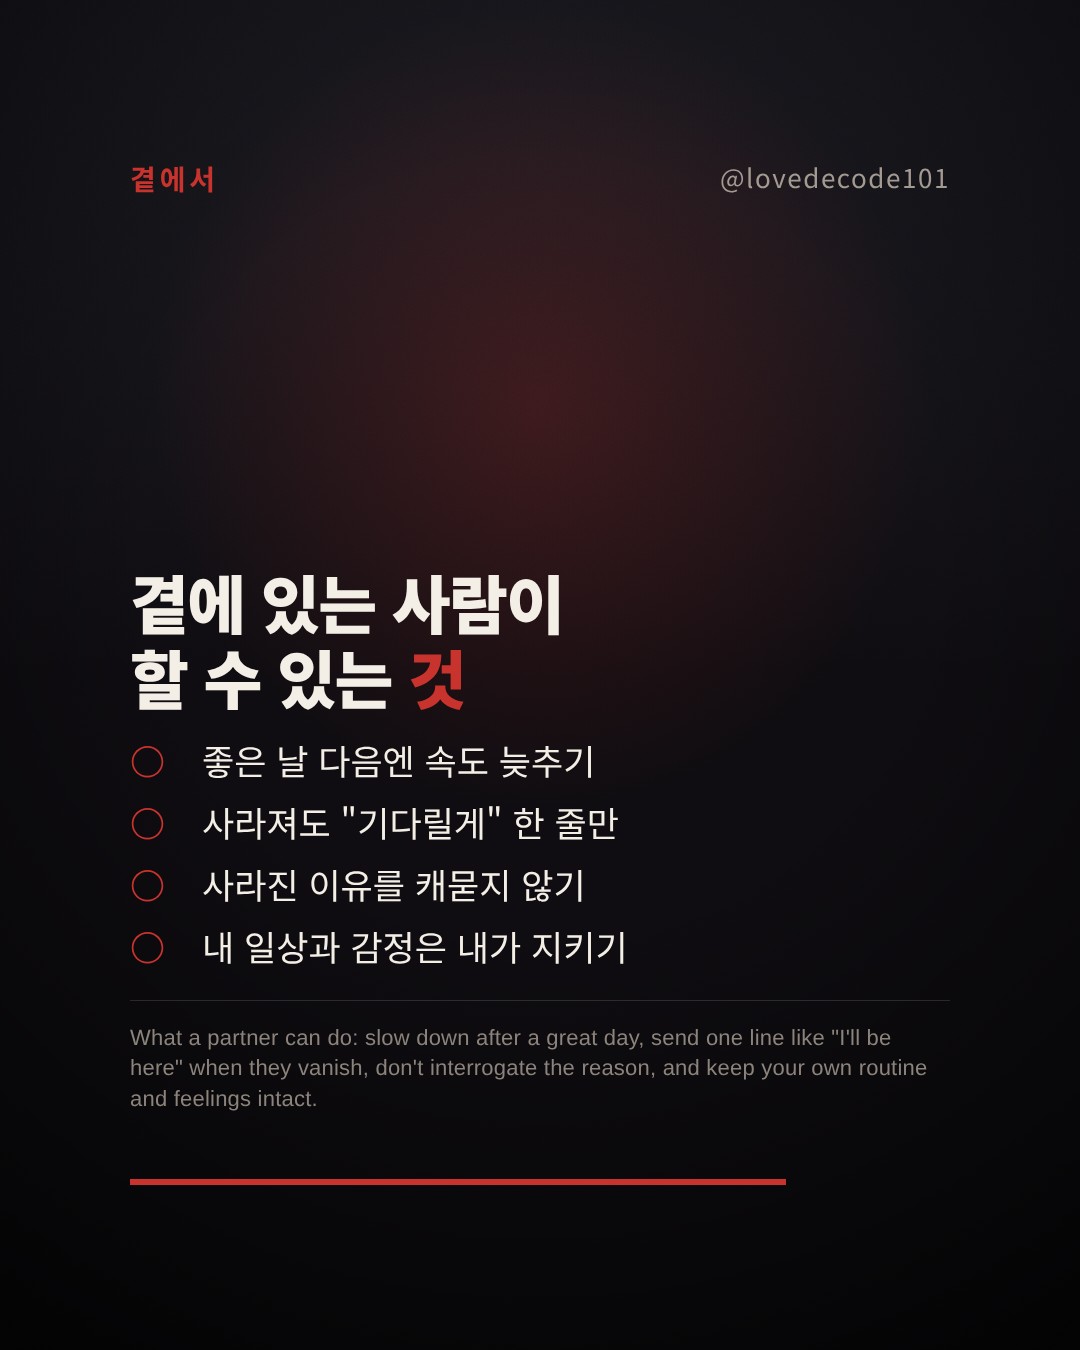 곁에서
@lovedecode101
곁에 있는 사람이
할 수 있는 것
좋은 날 다음엔 속도 늦추기
사라져도 "기다릴게" 한 줄만
사라진 이유를 캐묻지 않기
내 일상과 감정은 내가 지키기
What a partner can do: slow down after a great day, send one line like "I'll be
here" when they vanish, don't interrogate the reason, and keep your own routine
and feelings intact.